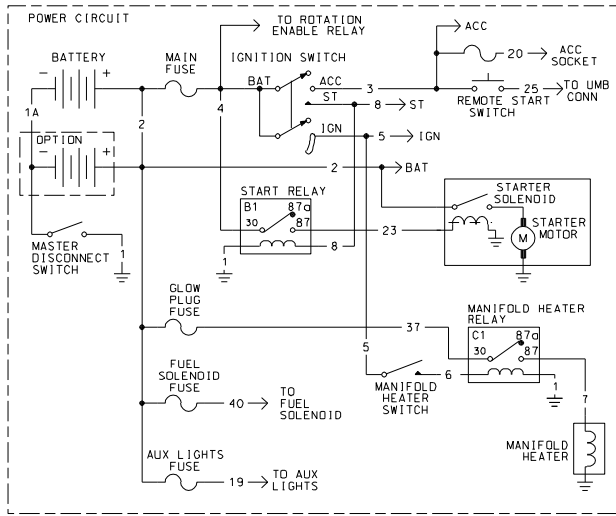 POWER CIRCUIT
TO ROTATION
ENABLE RELAY
ACC
BATTERY
MAIN
FUSE
IGNITION SWITCH
20
ACC
SOCKET
- +
BAT
ACC
3
25
TO UMB
CONN
ST
8
ST
REMOTE START
SWITCH
1A
2
4
IGN
5
IGN
OPTION
- +
2
BAT
START RELAY
STARTER
SOLENOID
B1
87a
30
87
23
STARTER
MOTOR
M
1
8
MASTER
DISCONNECT
SWITCH
1
GLOW
PLUG
FUSE
MANIFOLD HEATER
RELAY
37
C1
87a
30
87
5
FUEL
SOLENOID
FUSE
6
1
TO
FUEL
SOLENOID
40
MANIFOLD
HEATER
SWITCH
7
AUX LIGHTS
FUSE
MANIFOLD
HEATER
19
TO AUX
LIGHTS